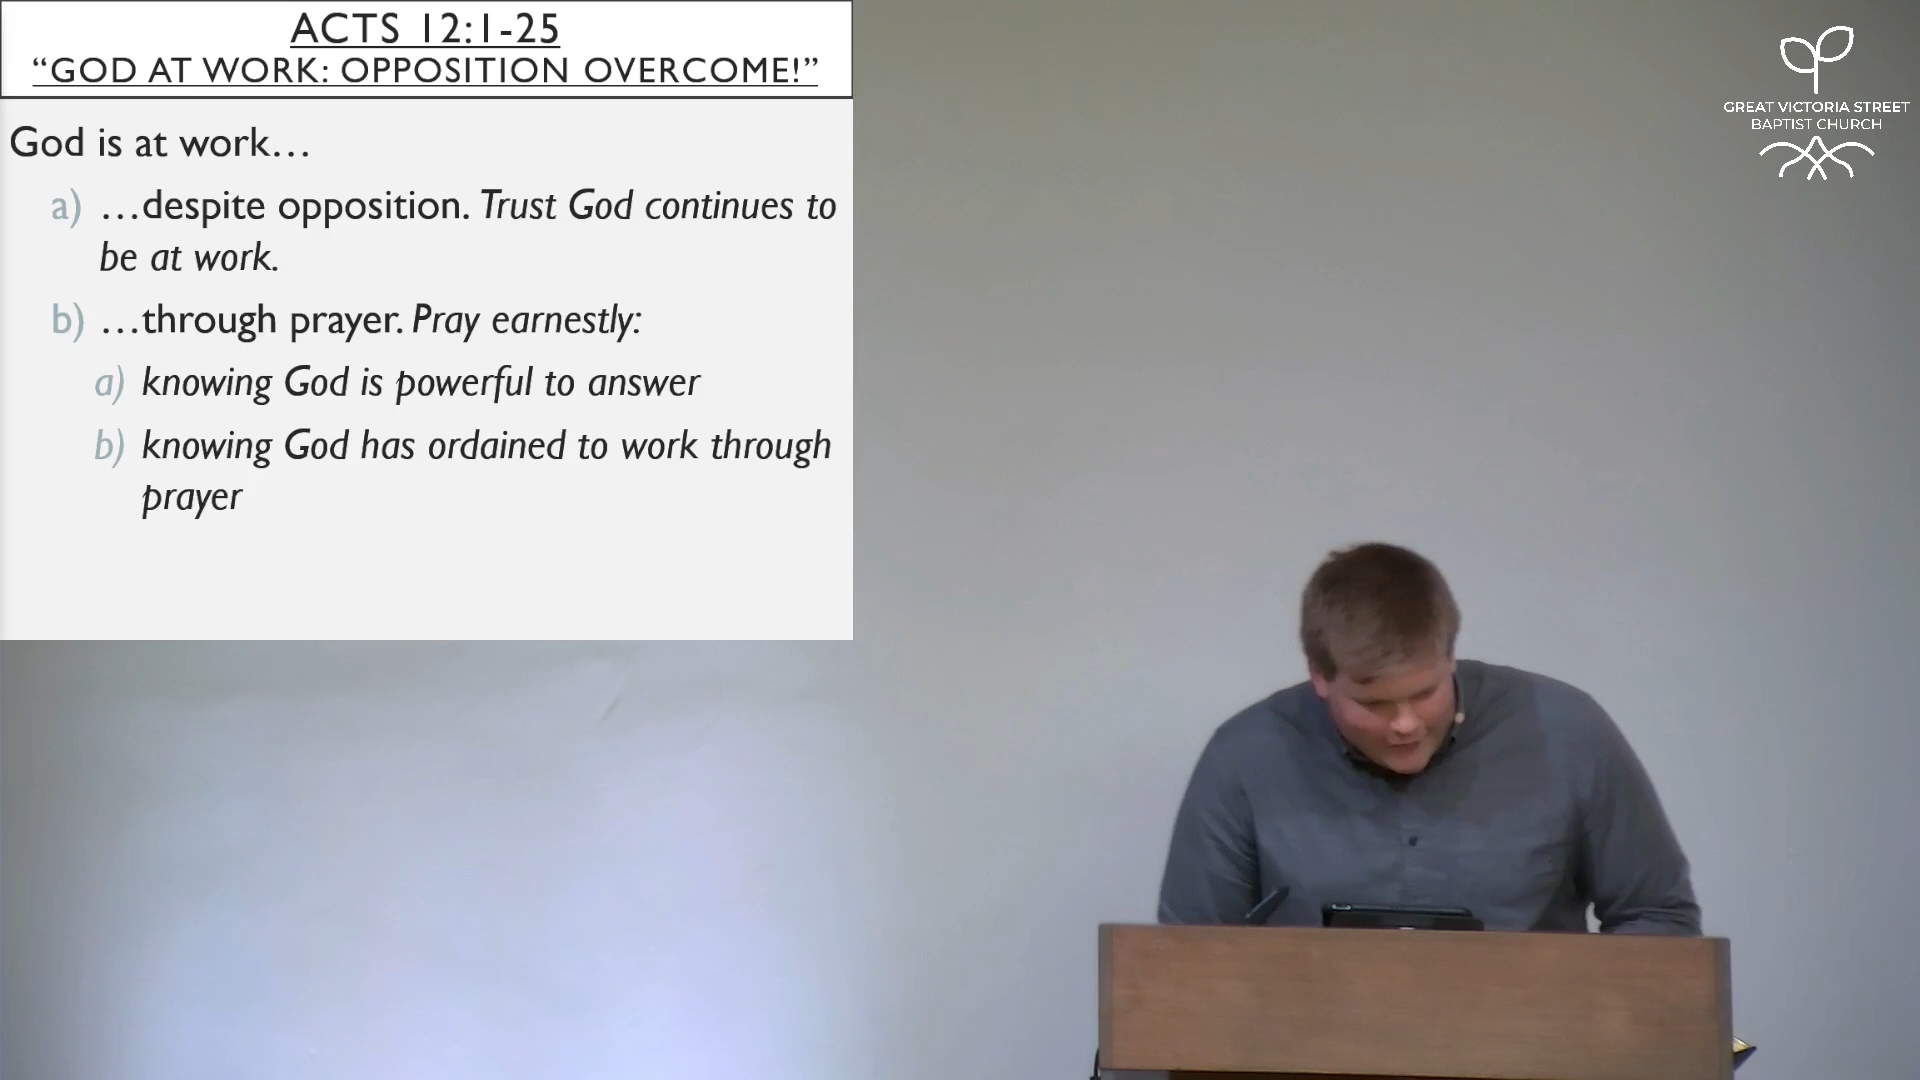 ACTS 12:1-25
“GOD AT WORK: OPPOSITION OVERCOME!”
God is at work…
a) …despite opposition. Trust God continues to
be at work.
b) …through prayer. Pray earnestly:
a) knowing God is powerful to answer
b) knowing God has ordained to work through
prayer
GREAT VICTORIA STREET
BAPTIST CHURCH